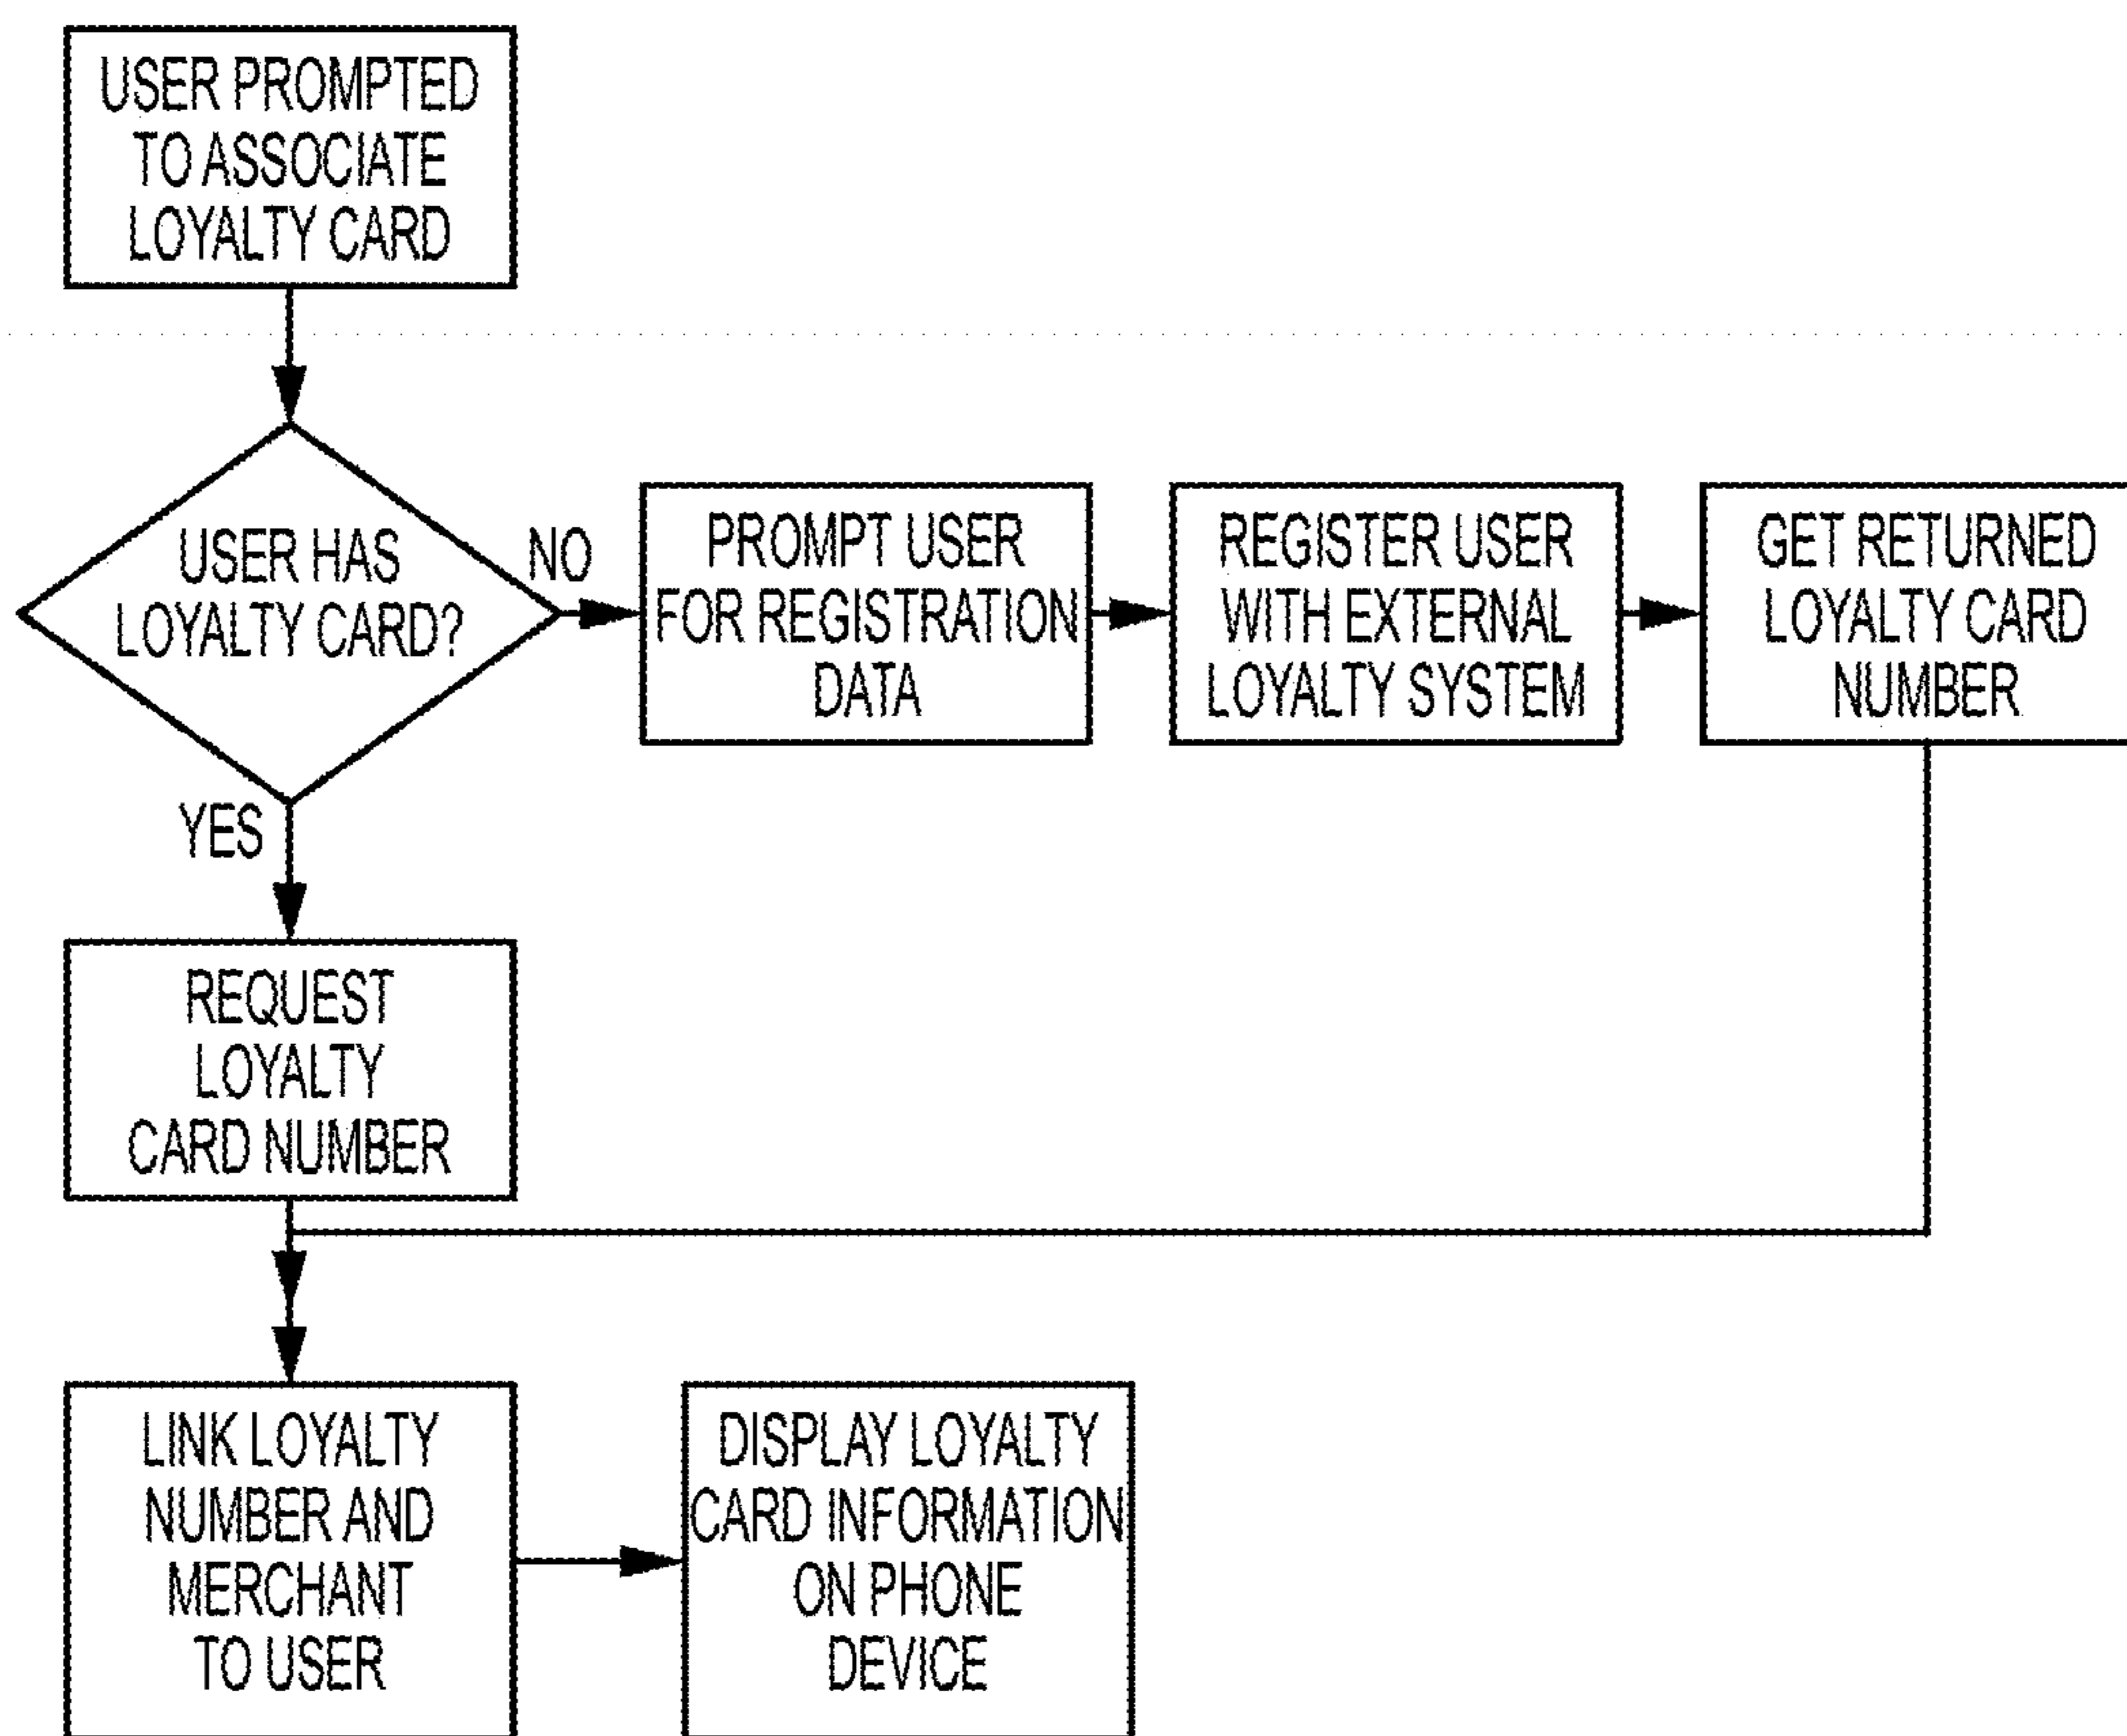 USER PROMPTED
TO ASSOCIATE
LOYALTY CARD
USER HAS
LOYALTY CARD?
NO
PROMPT USER
FOR REGISTRATION
DATA
REGISTER USER
WITH EXTERNAL
LOYALTY SYSTEM
GET RETURNED
LOYALTY CARD
NUMBER
YES
REQUEST
LOYALTY
CARD NUMBER
LINK LOYALTY
NUMBER AND
MERCHANT
TO USER
DISPLAY LOYALTY
CARD INFORMATION
ON PHONE
DEVICE